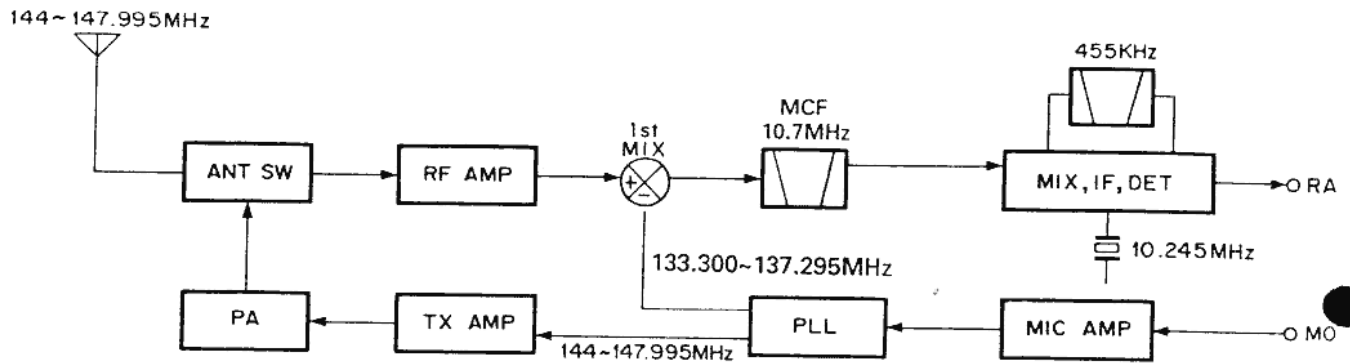 144~147.995MHz
455KHz
MCF
10.7MHz
1st
MIX
ANT SW
RF AMP
+
−
MIX, IF, DET
RA
10.245MHz
133.300~137.295MHz
PA
TX AMP
PLL
MIC AMP
MO
144~147.995MHz